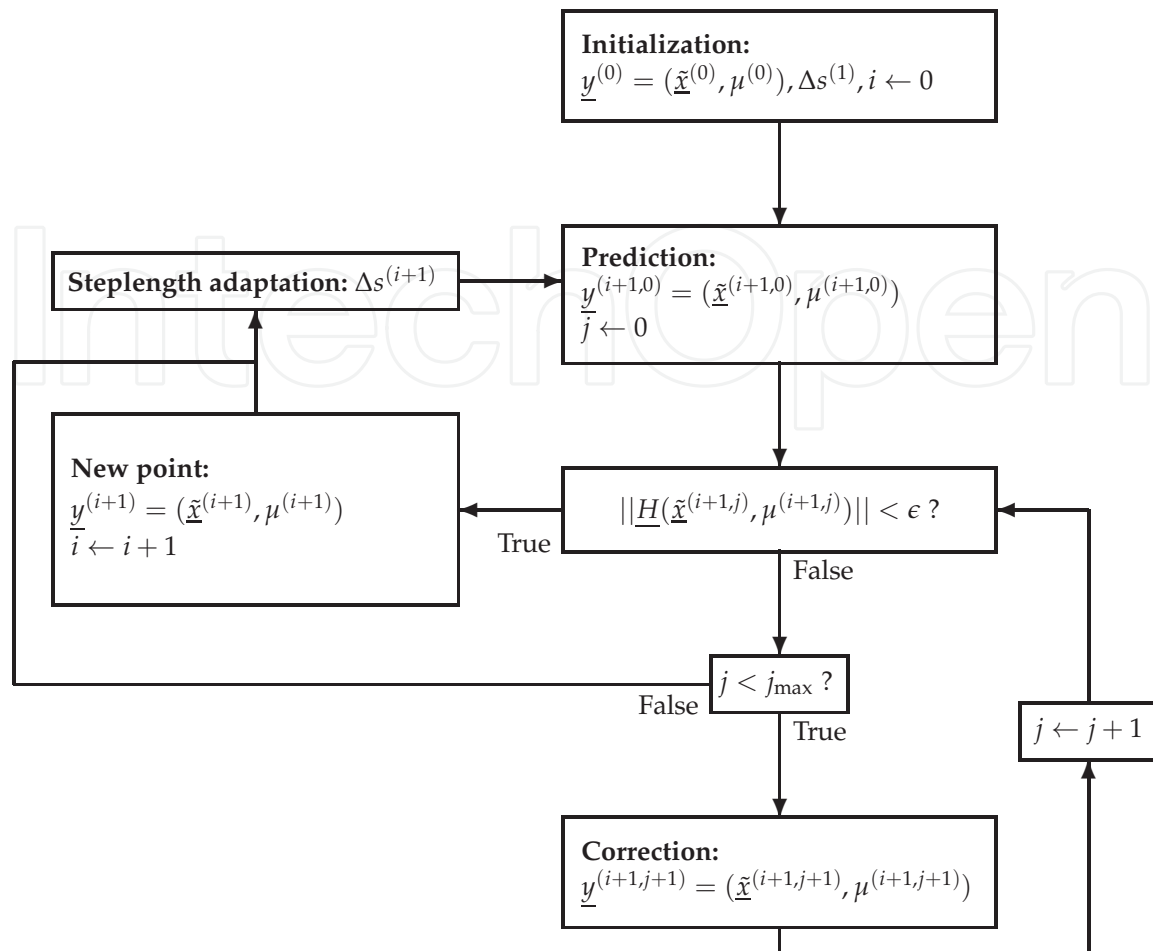 Initialization:
y̲^(0) = (x̲̃^(0), μ^(0)), Δs^(1), i ← 0
IntechOpen
Steplength adaptation: Δs^(i+1)
Prediction:
y̲^(i+1,0) = (x̲̃^(i+1,0), μ^(i+1,0))
j ← 0
New point:
y̲^(i+1) = (x̲̃^(i+1), μ^(i+1))
i ← i + 1
||H̲(x̲̃^(i+1,j), μ^(i+1,j))|| < ϵ ?
True
False
j < j_max ?
False
True
j ← j + 1
Correction:
y̲^(i+1,j+1) = (x̲̃^(i+1,j+1), μ^(i+1,j+1))